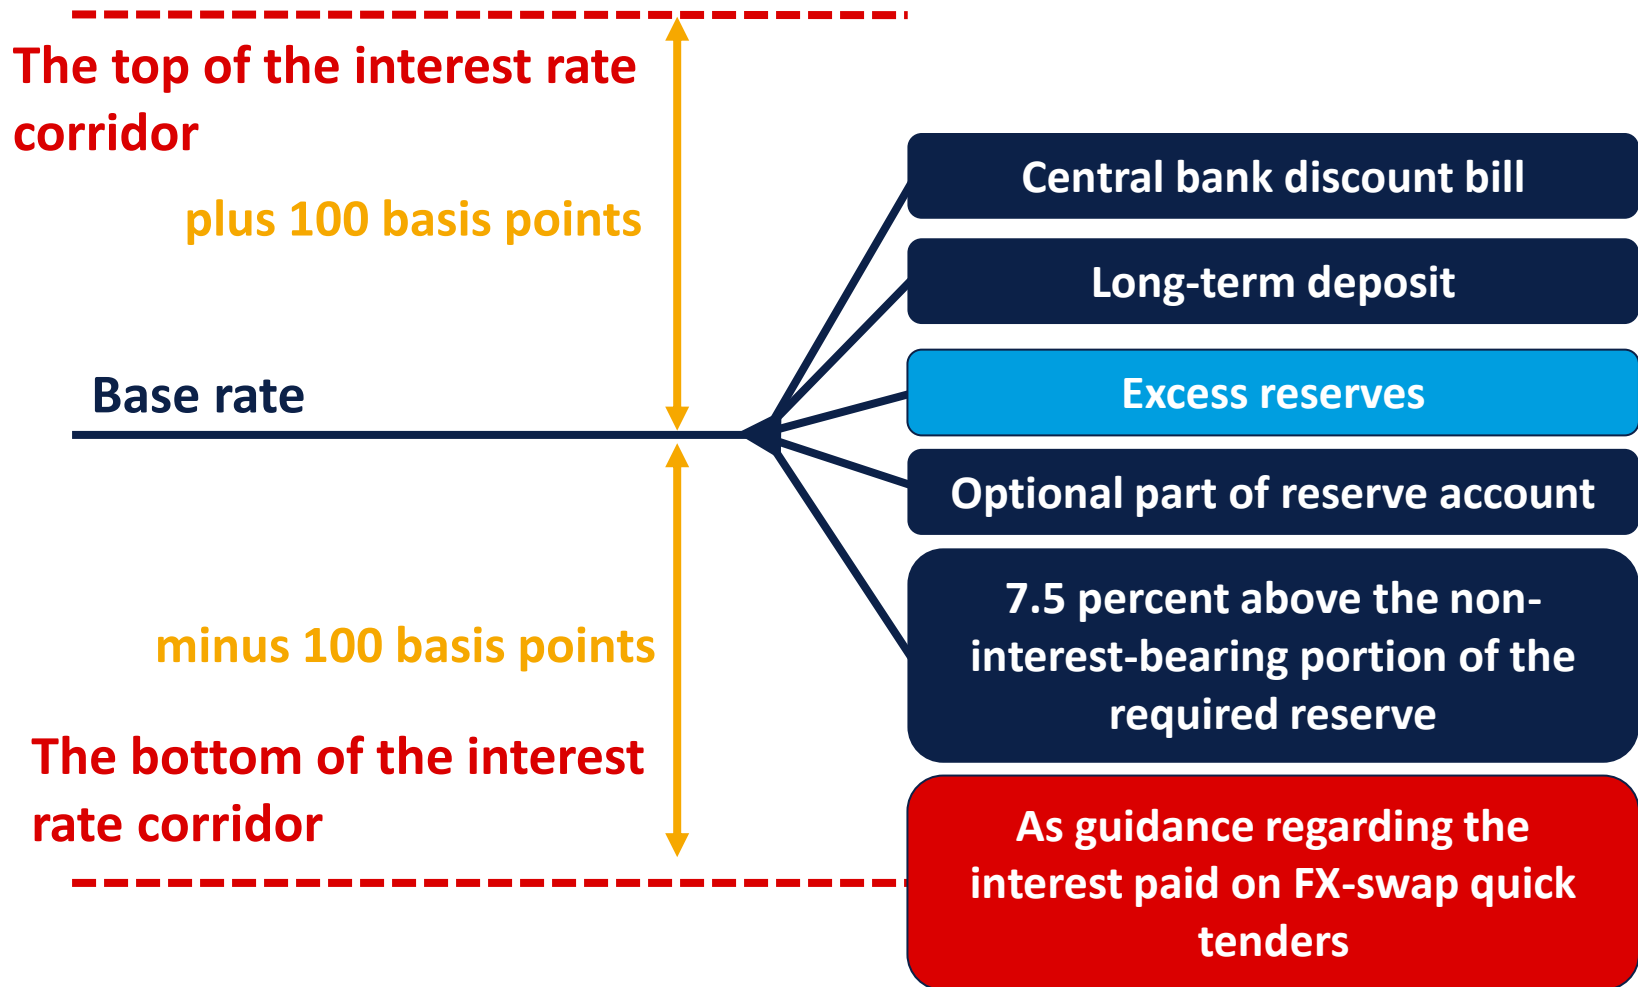 The top of the interest rate
corridor
plus 100 basis points
Base rate
minus 100 basis points
The bottom of the interest
rate corridor
Central bank discount bill
Long-term deposit
Excess reserves
Optional part of reserve account
7.5 percent above the non-
interest-bearing portion of the
required reserve
As guidance regarding the
interest paid on FX-swap quick
tenders